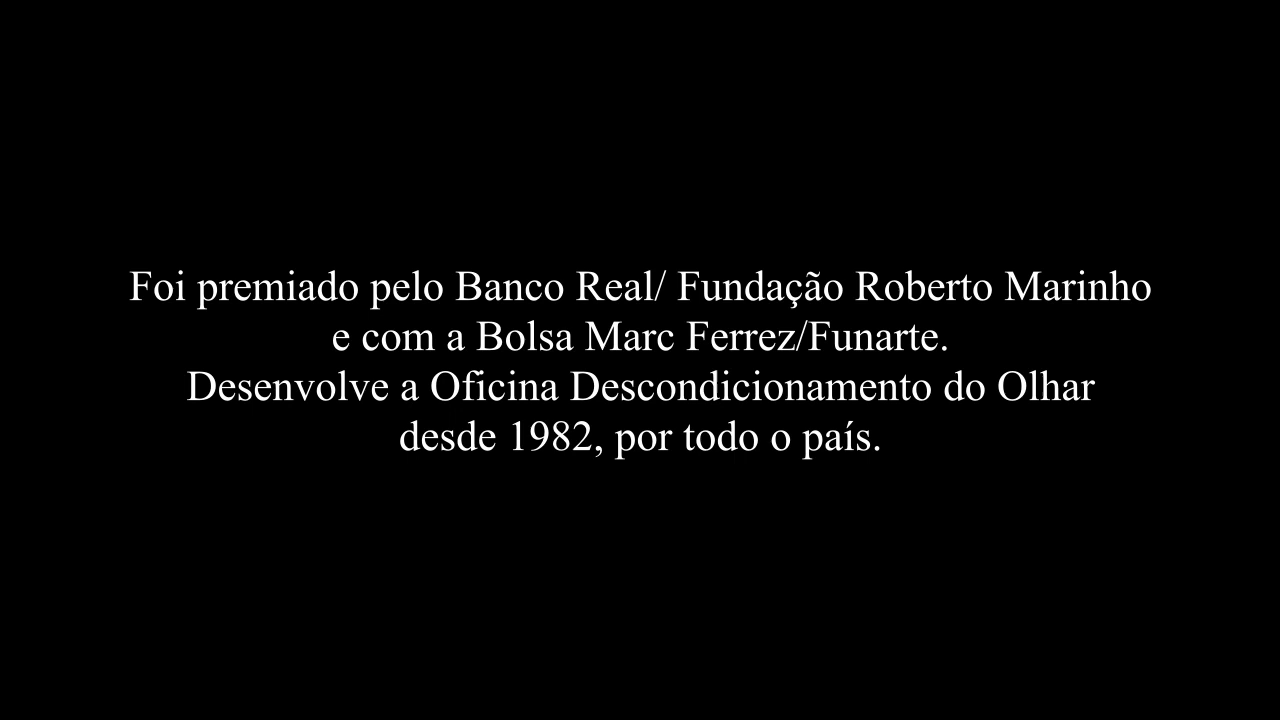 Foi premiado pelo Banco Real/ Fundação Roberto Marinho
e com a Bolsa Marc Ferrez/Funarte.
Desenvolve a Oficina Descondicionamento do Olhar
desde 1982, por todo o país.